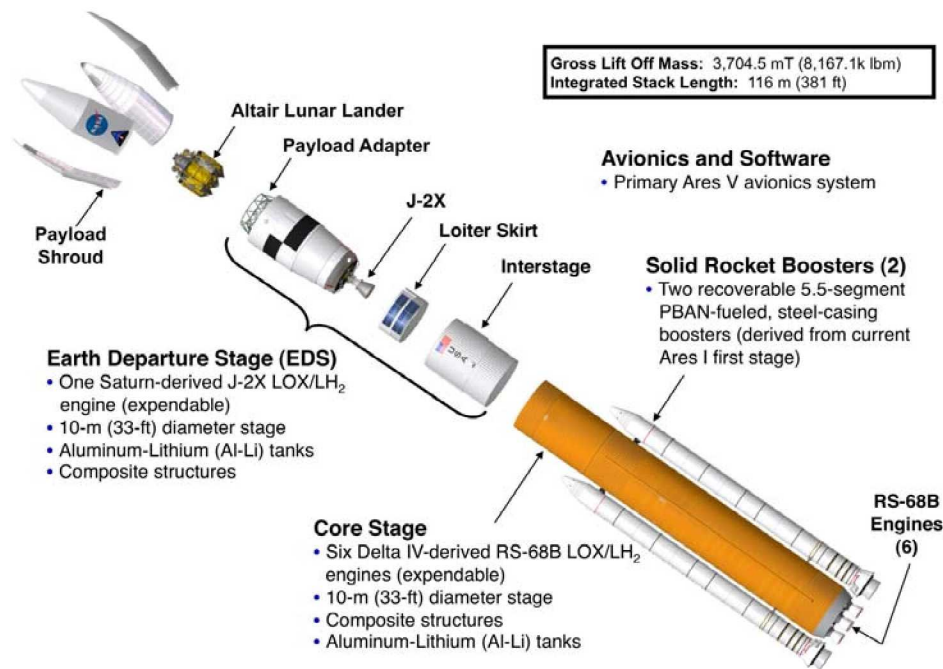 Gross Lift Off Mass: 3,704.5 mT (8,167.1k lbm)
Integrated Stack Length: 116 m (381 ft)
Altair Lunar Lander
Payload Adapter
Avionics and Software
• Primary Ares V avionics system
J-2X
Payload
Shroud
Loiter Skirt
Interstage
Solid Rocket Boosters (2)
• Two recoverable 5.5-segment
PBAN-fueled, steel-casing
boosters (derived from current
Ares I first stage)
NASA
USA
Earth Departure Stage (EDS)
• One Saturn-derived J-2X LOX/LH₂
engine (expendable)
• 10-m (33-ft) diameter stage
• Aluminum-Lithium (Al-Li) tanks
• Composite structures
RS-68B
Engines
(6)
Core Stage
• Six Delta IV-derived RS-68B LOX/LH₂
engines (expendable)
• 10-m (33-ft) diameter stage
• Composite structures
• Aluminum-Lithium (Al-Li) tanks